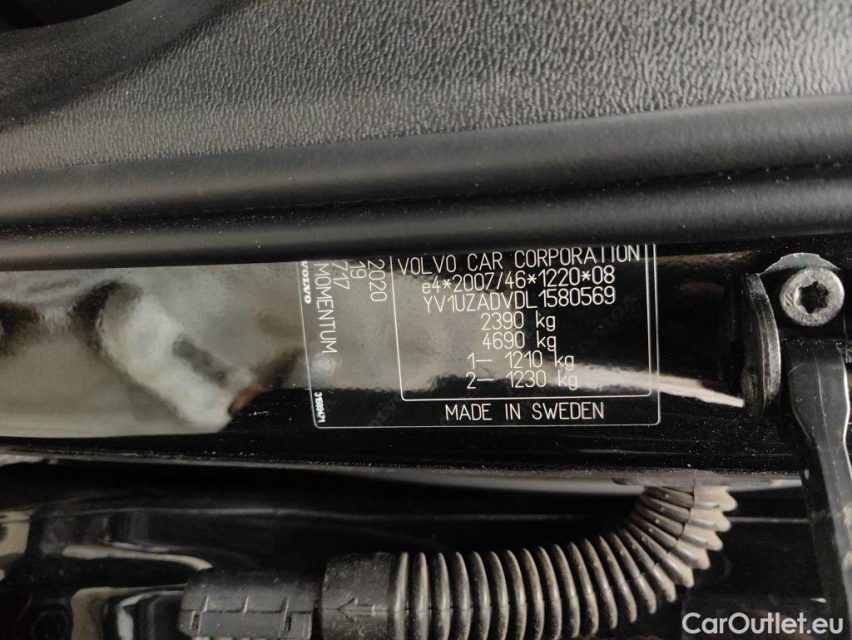 VOLVO CAR CORPORATION
e4*2007/46*1220*08
YV1UZADVDL1580569
2390 kg
4690 kg
1– 1210 kg
2– 1230 kg
MADE IN SWEDEN
2020
19
717
MOMENTUM
VOLVO
CarOutlet.eu